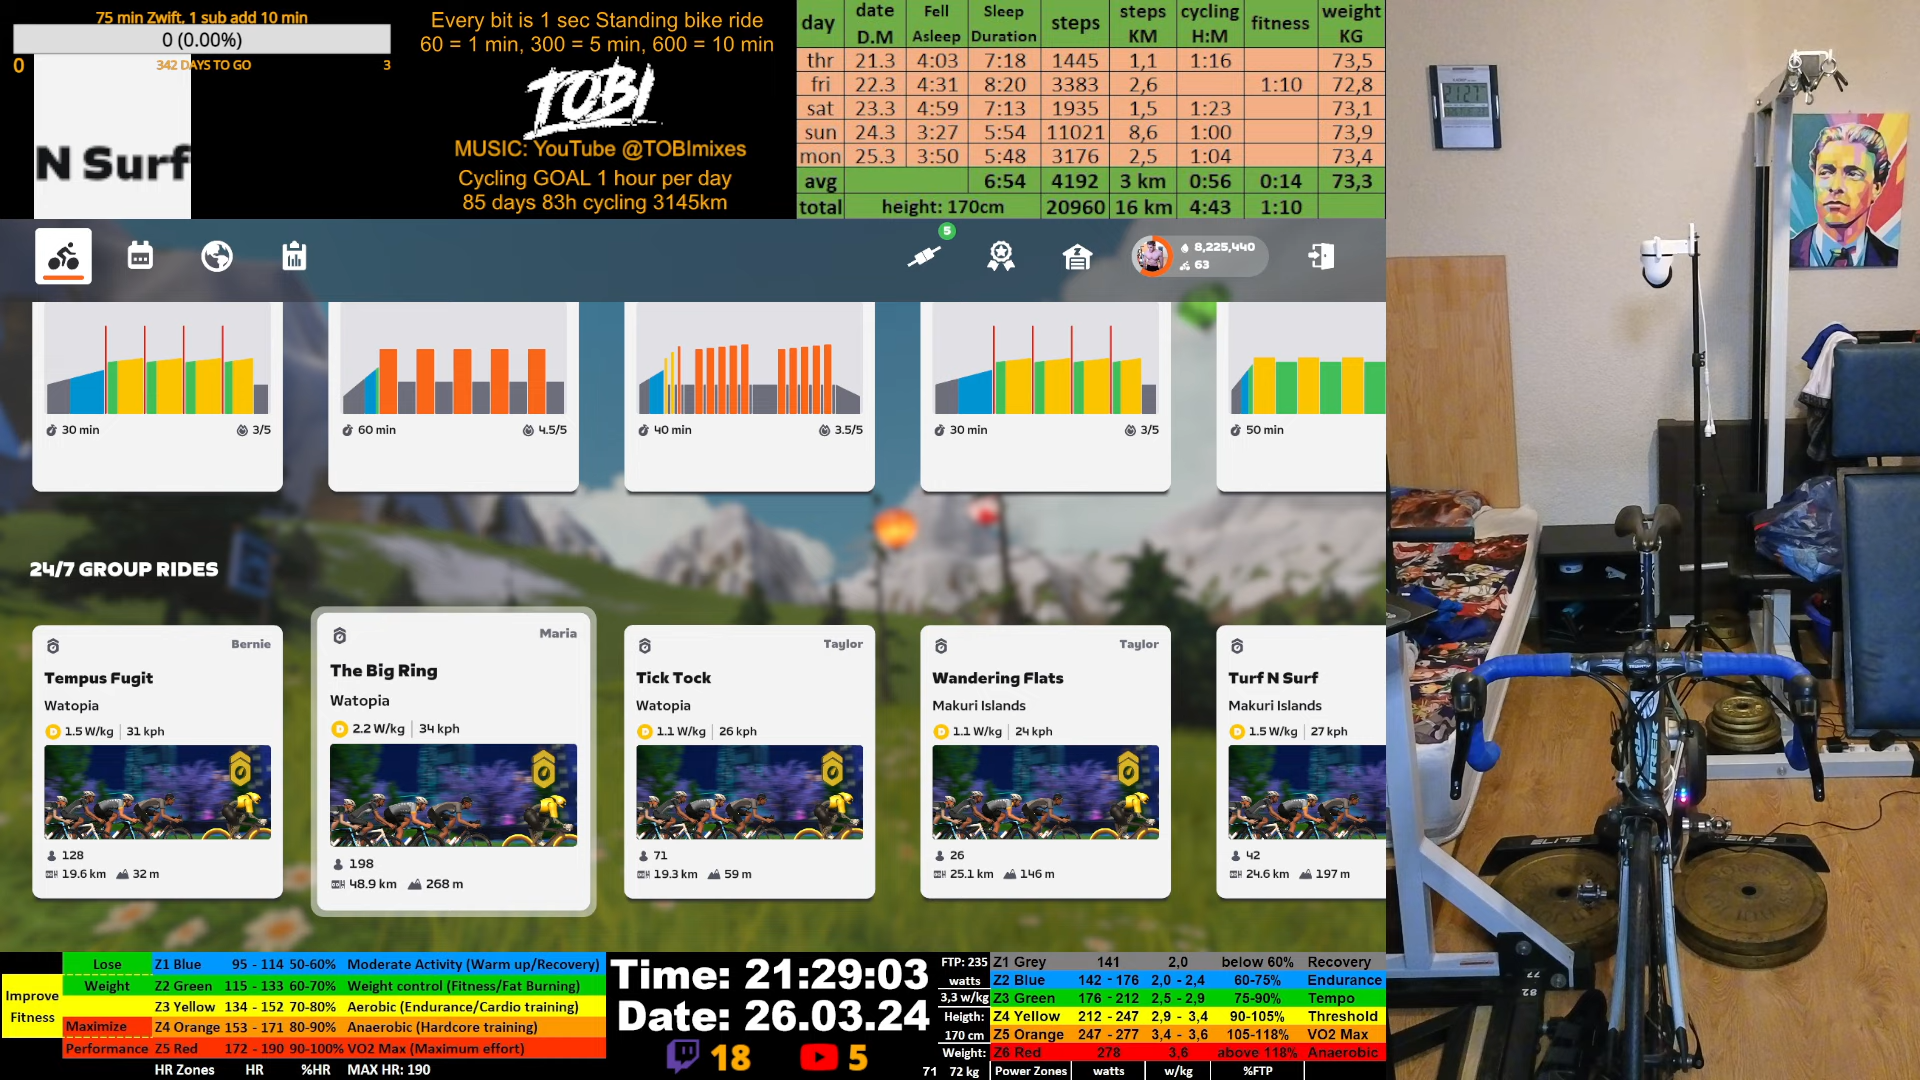 75 min Zwift, 1 sub add 10 min
0 (0.00%)
0 342 DAYS TO GO 3
N Surf
Every bit is 1 sec Standing bike ride
60 = 1 min, 300 = 5 min, 600 = 10 min
TOBI
MUSIC: YouTube @TOBImixes
Cycling GOAL 1 hour per day
85 days 83h cycling 3145km
day date D.M Fell Asleep Sleep Duration steps steps KM cycling H:M fitness weight KG
thr 21.3 4:03 7:18 1445 1,1 1:16 73,5
fri 22.3 4:31 8:20 3383 2,6 1:10 72,8
sat 23.3 4:59 7:13 1935 1,5 1:23 73,1
sun 24.3 3:27 5:54 11021 8,6 1:00 73,9
mon 25.3 3:50 5:48 3176 2,5 1:04 73,4
avg 6:54 4192 3 km 0:56 0:14 73,3
total height: 170cm 20960 16 km 4:43 1:10
5
8,225,440
63
30 min 3/5
60 min 4.5/5
40 min 3.5/5
30 min 3/5
50 min
24/7 GROUP RIDES
Bernie
Tempus Fugit
Watopia
D 1.5 W/kg 31 kph
128
19.6 km 32 m
Maria
The Big Ring
Watopia
D 2.2 W/kg 34 kph
198
48.9 km 268 m
Taylor
Tick Tock
Watopia
D 1.1 W/kg 26 kph
71
19.3 km 59 m
Taylor
Wandering Flats
Makuri Islands
D 1.1 W/kg 24 kph
26
25.1 km 146 m
Turf N Surf
Makuri Islands
D 1.5 W/kg 27 kph
42
24.6 km 197 m
Improve Fitness
Lose Weight
Maximize Performance
Z1 Blue 95 - 114 50-60% Moderate Activity (Warm up/Recovery)
Z2 Green 115 - 133 60-70% Weight control (Fitness/Fat Burning)
Z3 Yellow 134 - 152 70-80% Aerobic (Endurance/Cardio training)
Z4 Orange 153 - 171 80-90% Anaerobic (Hardcore training)
Z5 Red 172 - 190 90-100% VO2 Max (Maximum effort)
HR Zones HR %HR MAX HR: 190
Time: 21:29:03
Date: 26.03.24
18 5
FTP: 235 watts
3,3 w/kg
Heigth: 170 cm
Weight:
71 72 kg
Z1 Grey 141 2,0 below 60% Recovery
Z2 Blue 142 - 176 2,0 - 2,4 60-75% Endurance
Z3 Green 176 - 212 2,5 - 2,9 75-90% Tempo
Z4 Yellow 212 - 247 2,9 - 3,4 90-105% Threshold
Z5 Orange 247 - 277 3,4 - 3,6 105-118% VO2 Max
Z6 Red 278 3,6 above 118% Anaerobic
Power Zones watts w/kg %FTP
TREK
ELITE
ELITE
77
82